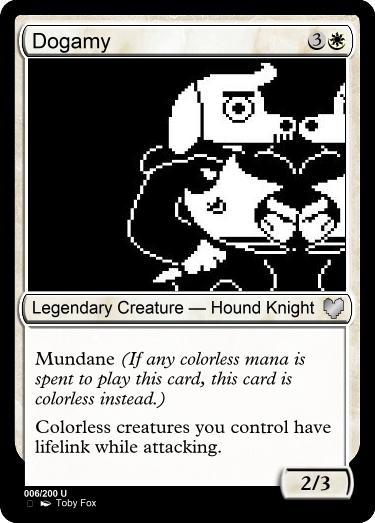 Dogamy 3
Legendary Creature — Hound Knight
Mundane (If any colorless mana is
spent to play this card, this card is
colorless instead.)
Colorless creatures you control have
lifelink while attacking.
2/3
006/200 U
Toby Fox